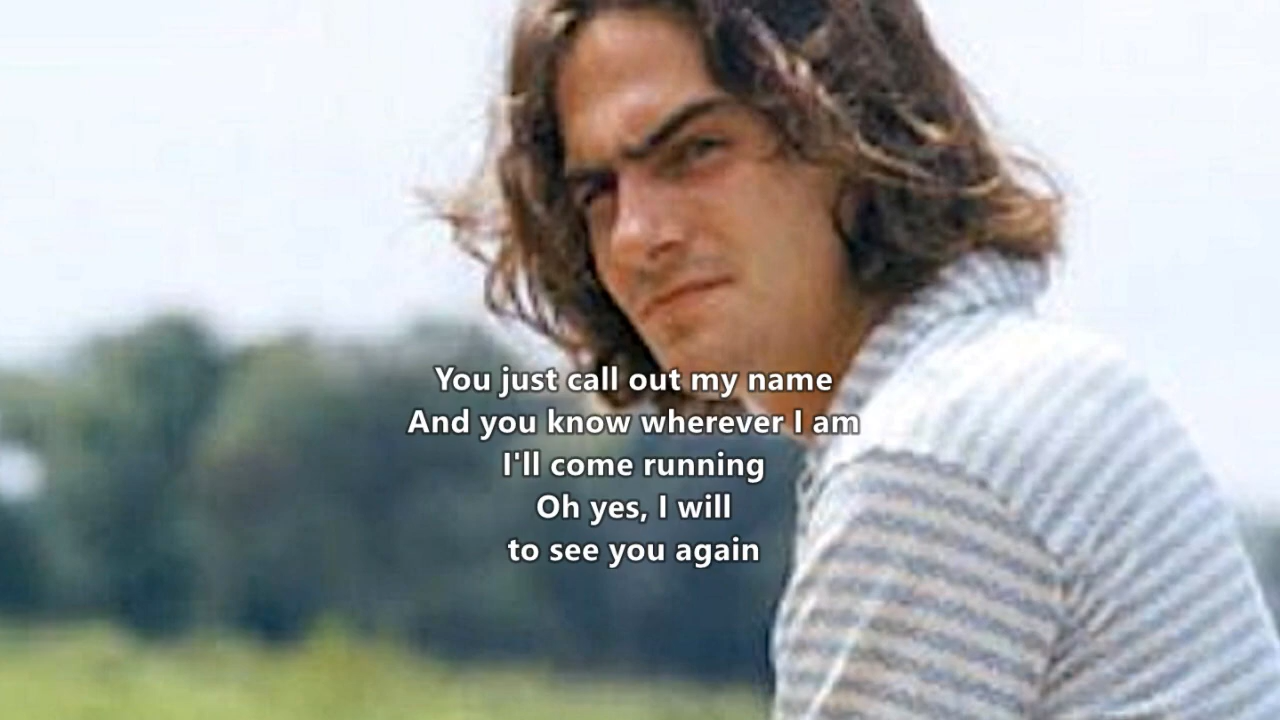 You just call out my name
And you know wherever I am
I'll come running
Oh yes, I will
to see you again